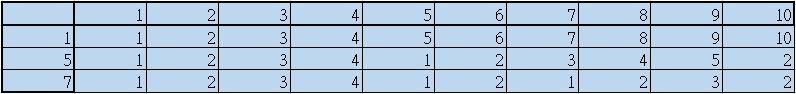 1 2 3 4 5 6 7 8 9 10
1 1 2 3 4 5 6 7 8 9 10
5 1 2 3 4 1 2 3 4 5 2
7 1 2 3 4 1 2 1 2 3 2